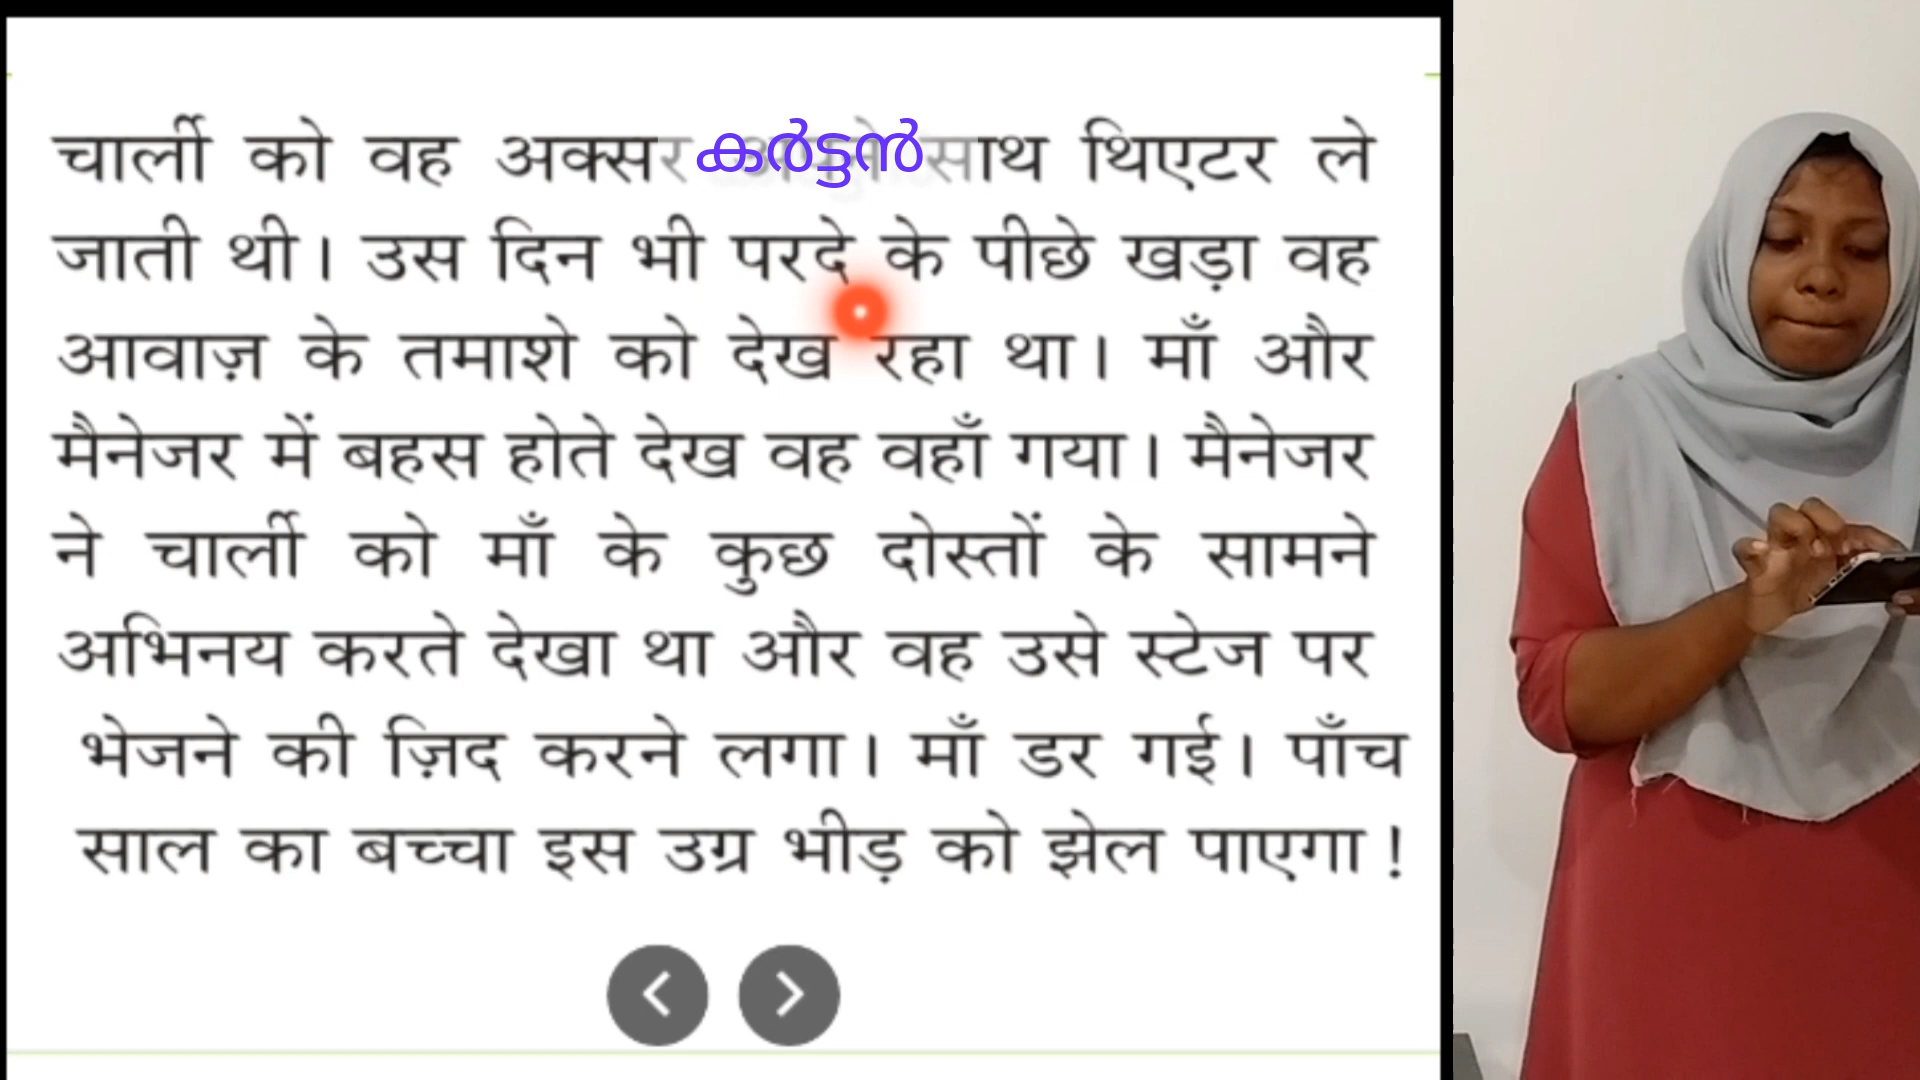 चार्ली को वह अक्सर കർട്ടൻ साथ थिएटर ले
जाती थी। उस दिन भी परदे के पीछे खड़ा वह
आवाज़ के तमाशे को देख रहा था। माँ और
मैनेजर में बहस होते देख वह वहाँ गया। मैनेजर
ने चार्ली को माँ के कुछ दोस्तों के सामने
अभिनय करते देखा था और वह उसे स्टेज पर
भेजने की ज़िद करने लगा। माँ डर गई। पाँच
साल का बच्चा इस उग्र भीड़ को झेल पाएगा!